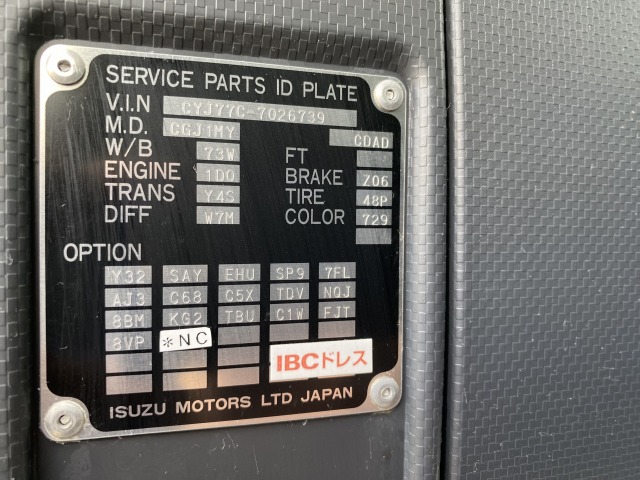 SERVICE PARTS ID PLATE
V.I.N CYJ77C-7026739
M.D. CGJ1MY CDAD
W/B 73W FT
ENGINE 1DQ BRAKE Z06
TRANS Y4S TIRE 48P
DIFF W7M COLOR 729
OPTION
Y32 SAY EHU SP9 7FL
AJ3 C68 C5X TDV NQJ
8BM KG2 TBU C1W FJT
8VP *NC
IBCドレス
ISUZU MOTORS LTD JAPAN